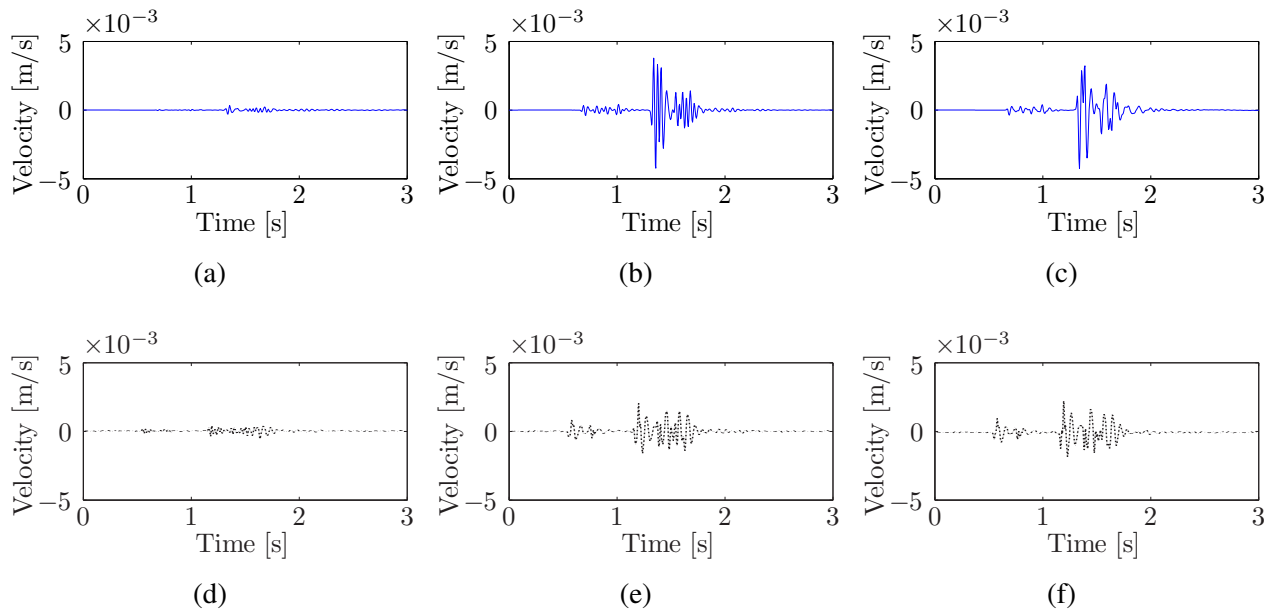 ×10⁻³ ×10⁻³ ×10⁻³
Velocity [m/s] Velocity [m/s] Velocity [m/s]
5 5 5
0 0 0
−5 −5 −5
0 1 2 3 0 1 2 3 0 1 2 3
Time [s] Time [s] Time [s]
(a) (b) (c)
×10⁻³ ×10⁻³ ×10⁻³
Velocity [m/s] Velocity [m/s] Velocity [m/s]
5 5 5
0 0 0
−5 −5 −5
0 1 2 3 0 1 2 3 0 1 2 3
Time [s] Time [s] Time [s]
(d) (e) (f)